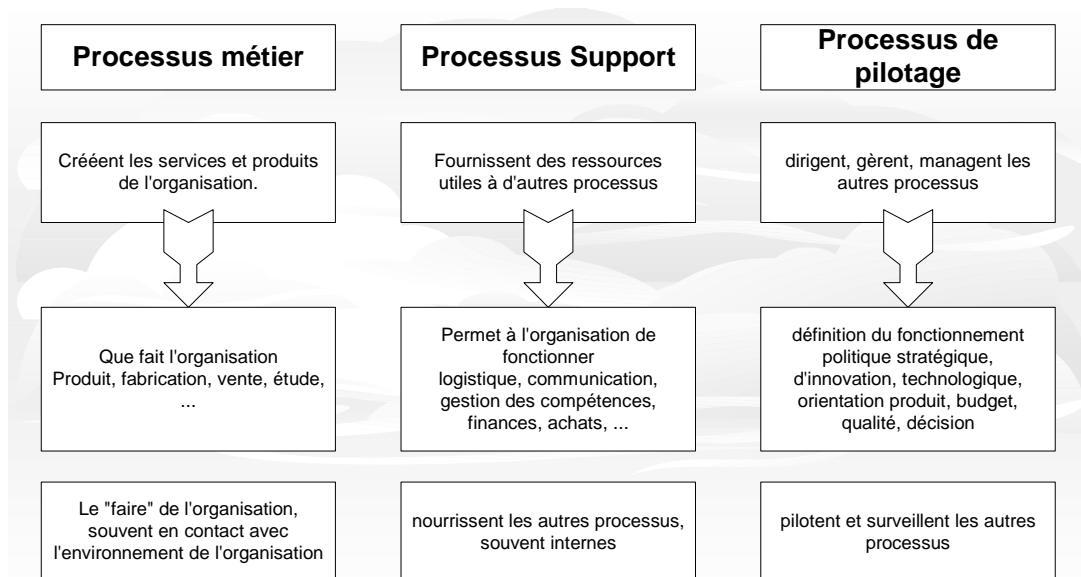 Processus métier
Processus Support
Processus de
pilotage
Crééent les services et produits
de l'organisation.
Fournissent des ressources
utiles à d'autres processus
dirigent, gèrent, managent les
autres processus
Que fait l'organisation
Produit, fabrication, vente, étude,
...
Permet à l'organisation de
fonctionner
logistique, communication,
gestion des compétences,
finances, achats, ...
définition du fonctionnement
politique stratégique,
d'innovation, technologique,
orientation produit, budget,
qualité, décision
Le "faire" de l'organisation,
souvent en contact avec
l'environnement de l'organisation
nourrissent les autres processus,
souvent internes
pilotent et surveillent les autres
processus